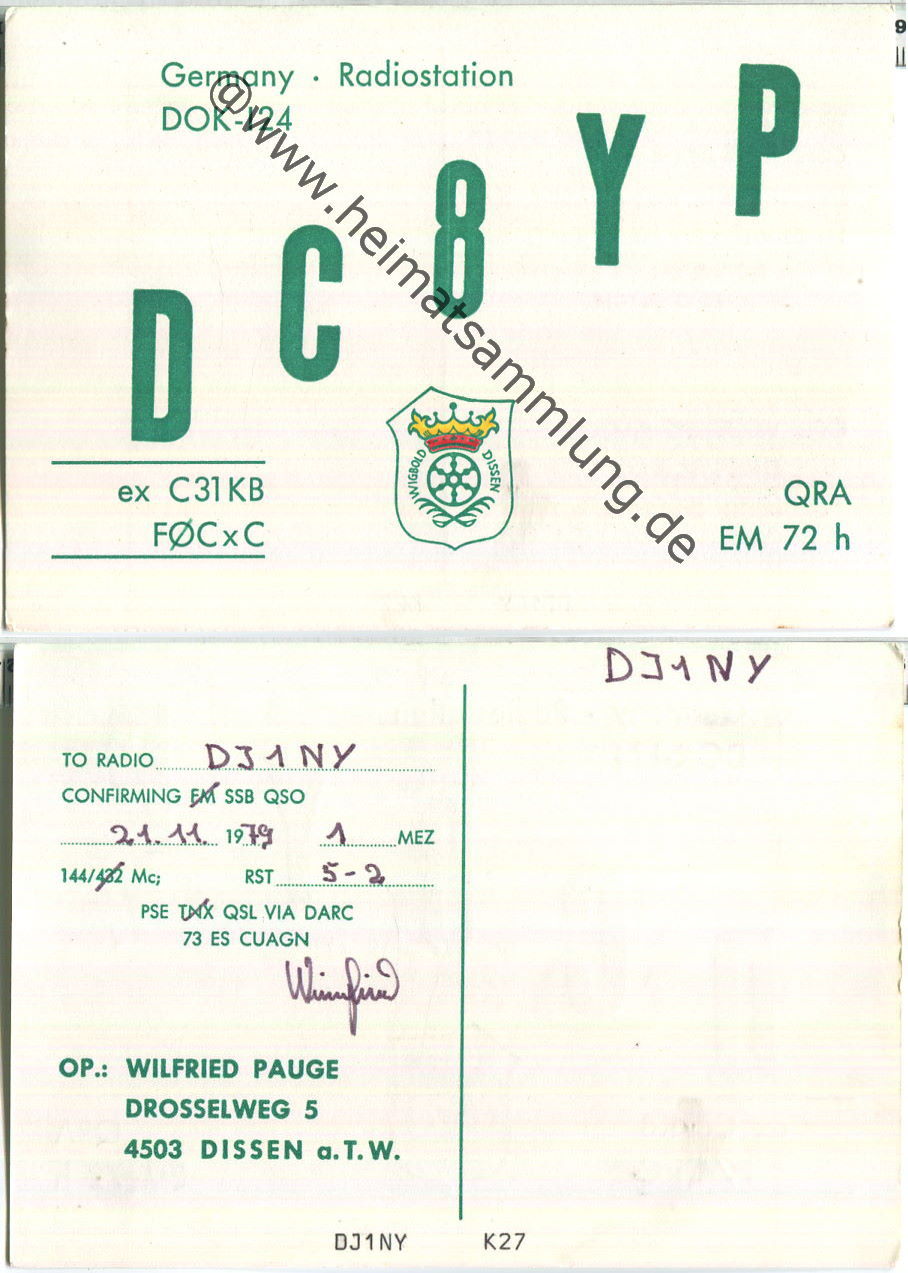 Germany · Radiostation
DOK-I24
DC8YP
@www.heimatsammlung.de
WIGBOLD DISSEN
ex C31KB
FØCxC
QRA
EM 72 h
DJ1NY
TO RADIO DJ1NY
CONFIRMING FM SSB QSO
21.11. 1979 1 MEZ
144/432 Mc; RST 5-2
PSE TNX QSL VIA DARC
73 ES CUAGN
OP.: WILFRIED PAUGE
DROSSELWEG 5
4503 DISSEN a.T.W.
DJ1NY K27